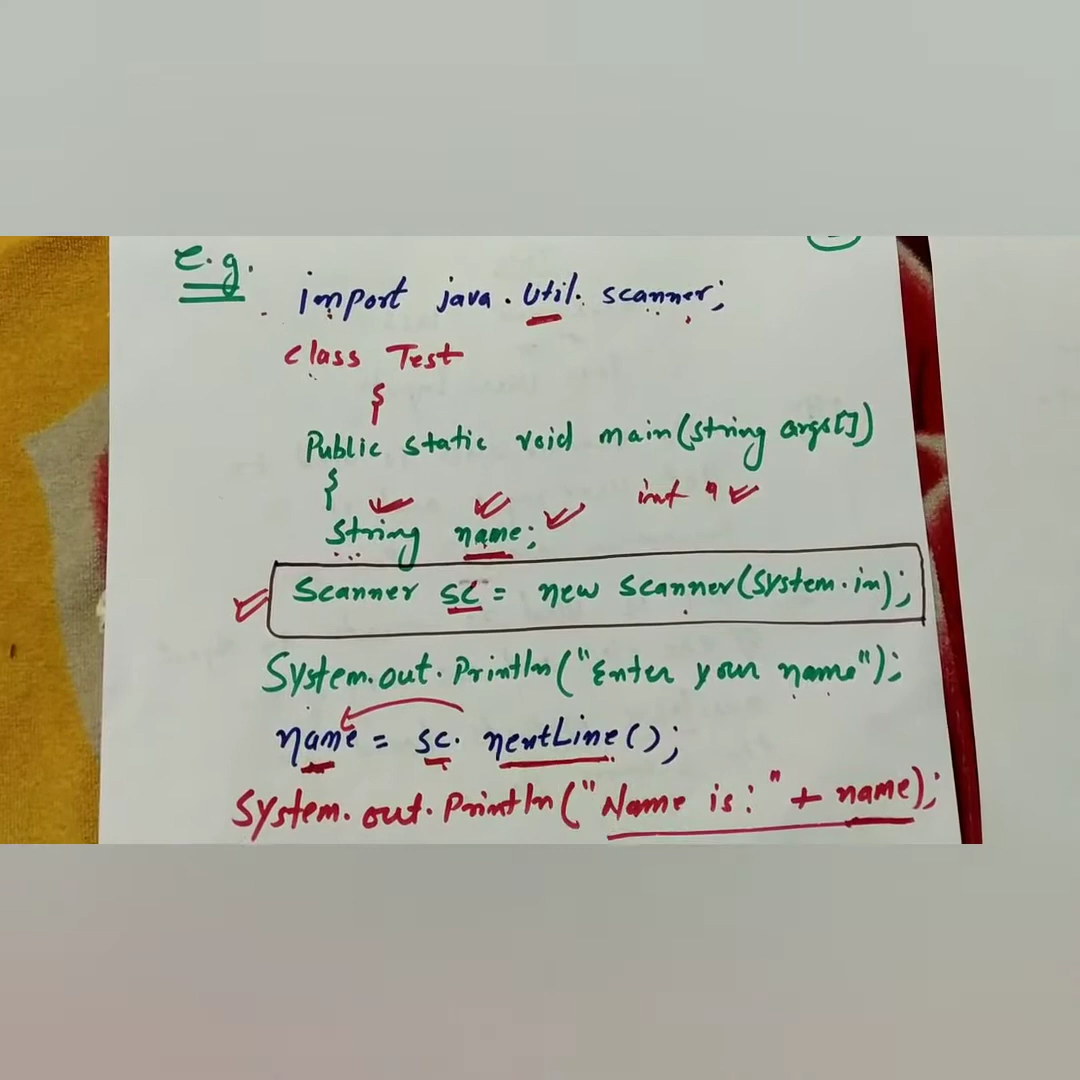 e.g.
import java.util.scanner;
class Test
{
Public static void main(string args[])
{
int a
string name;
Scanner sc = new Scanner(System.in);
System.out.Println("Enter your name");
name = sc. nextLine();
System.out.Println("Name is:" + name);